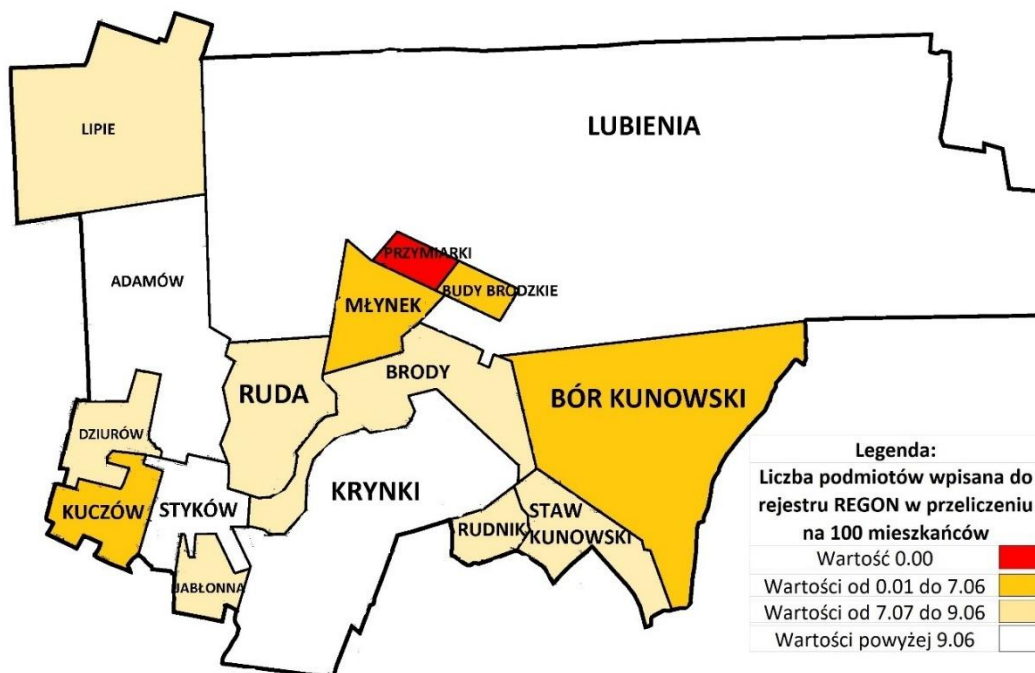 LIPIE
LUBIENIA
ADAMÓW
PRZYMIARKI
BUDY BRODZKIE
MŁYNEK
BRODY
RUDA
BÓR KUNOWSKI
DZIURÓW
KUCZÓW
STYKÓW
KRYNKI
RUDNIK
STAW
KUNOWSKI
JABŁONNA
Legenda:
Liczba podmiotów wpisana do
rejestru REGON w przeliczeniu
na 100 mieszkańców
Wartość 0.00
Wartości od 0.01 do 7.06
Wartości od 7.07 do 9.06
Wartości powyżej 9.06